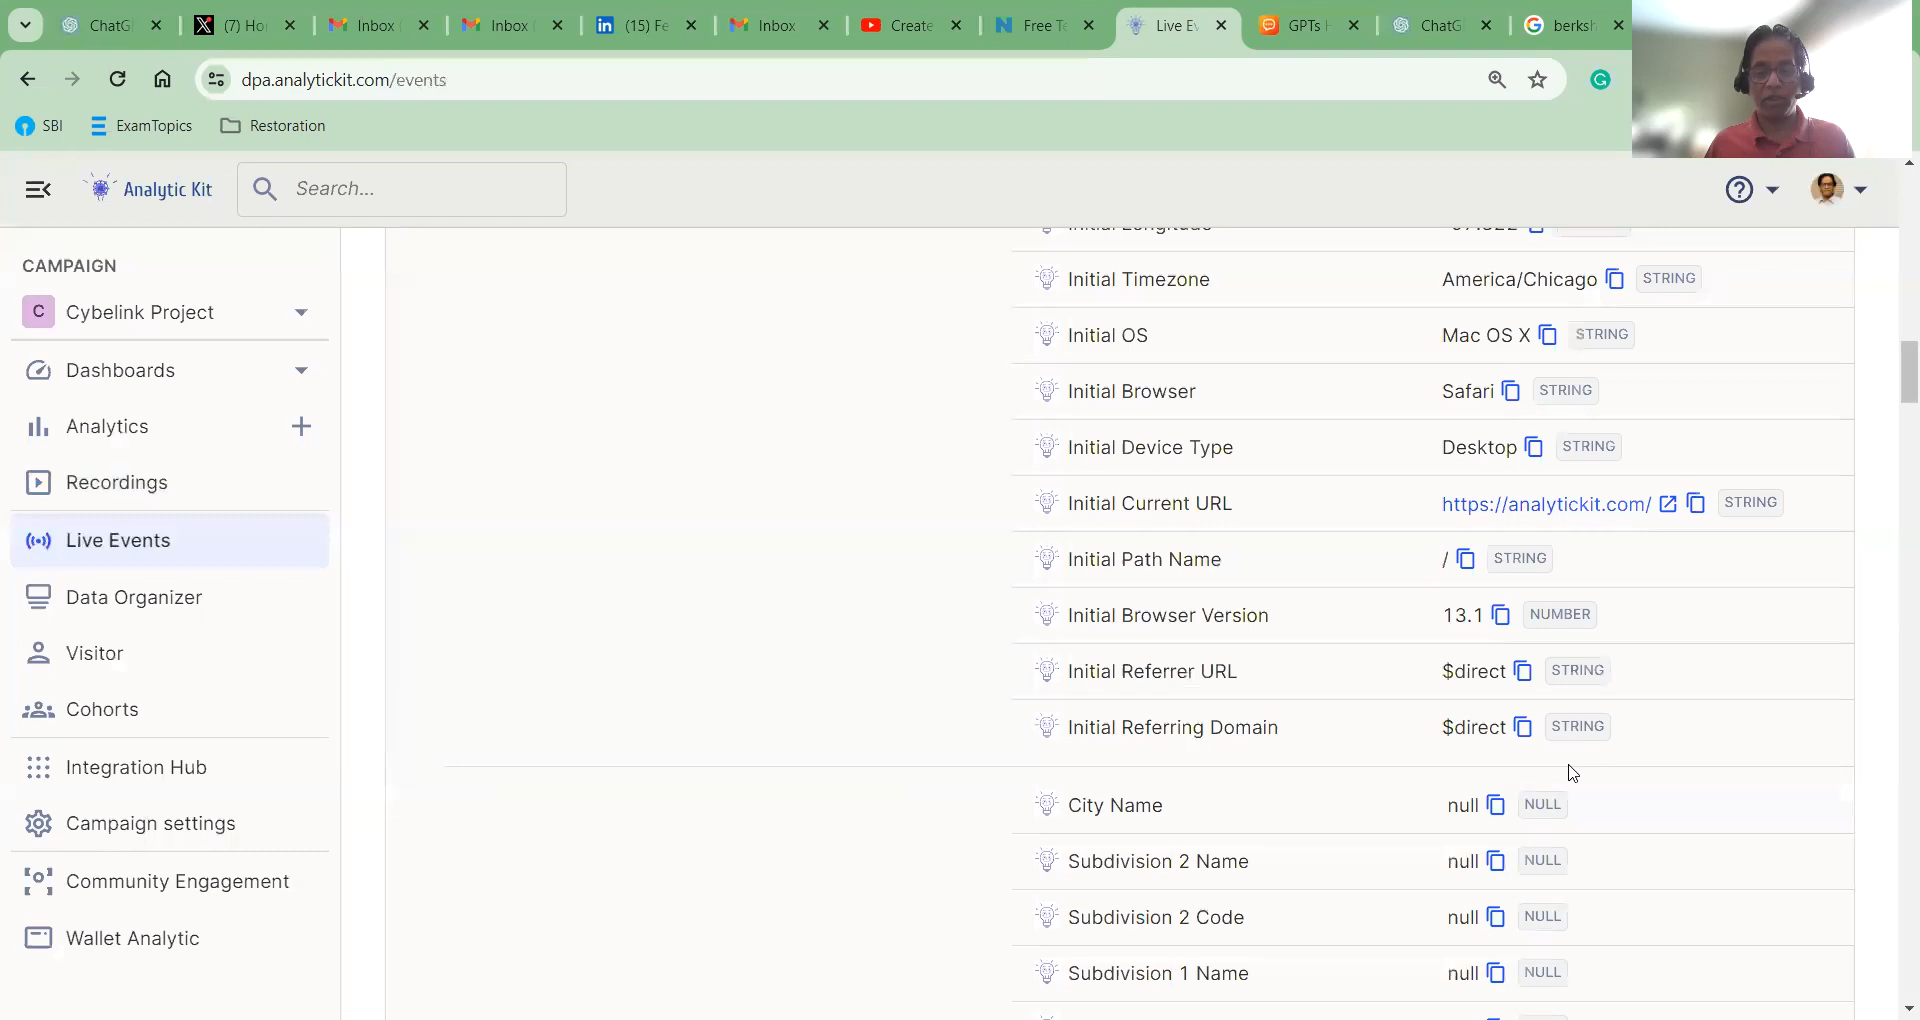 ChatG
(7) Ho
Inbox
Inbox
(15) Fe
Inbox
Create
Free Te
Live Ev
GPTs
ChatG
berksh
dpa.analytickit.com/events
SBI
ExamTopics
Restoration
Analytic Kit
Search...
CAMPAIGN
C
Cybelink Project
Dashboards
Analytics
Recordings
Live Events
Data Organizer
Visitor
Cohorts
Integration Hub
Campaign settings
Community Engagement
Wallet Analytic
Initial Timezone America/Chicago STRING
Initial OS Mac OS X STRING
Initial Browser Safari STRING
Initial Device Type Desktop STRING
Initial Current URL https://analytickit.com/ STRING
Initial Path Name / STRING
Initial Browser Version 13.1 NUMBER
Initial Referrer URL $direct STRING
Initial Referring Domain $direct STRING
City Name null NULL
Subdivision 2 Name null NULL
Subdivision 2 Code null NULL
Subdivision 1 Name null NULL